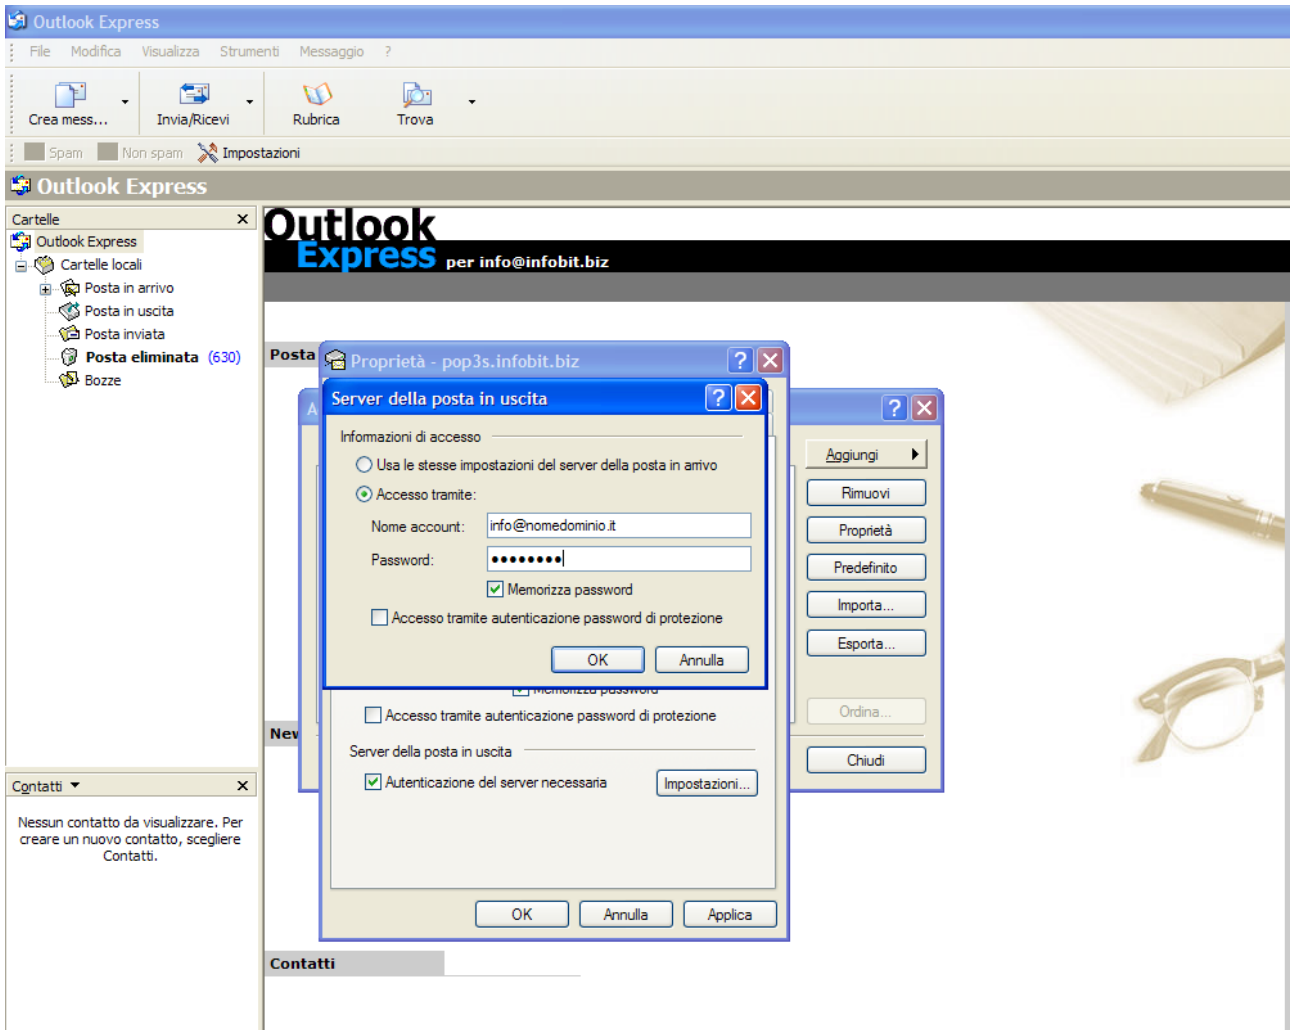 Outlook Express
File Modifica Visualizza Strumenti Messaggio ?
Crea mess... Invia/Ricevi Rubrica Trova
Spam Non spam Impostazioni
Outlook Express
Cartelle
Outlook Express
Cartelle locali
Posta in arrivo
Posta in uscita
Posta inviata
Posta eliminata (630)
Bozze
Contatti
Nessun contatto da visualizzare. Per
creare un nuovo contatto, scegliere
Contatti.
Outlook
Express per info@infobit.biz
Posta
Proprietà - pop3s.infobit.biz
A
Server della posta in uscita
Informazioni di accesso
Usa le stesse impostazioni del server della posta in arrivo
Accesso tramite:
Nome account: info@nomedominio.it
Password: ••••••••
Memorizza password
Accesso tramite autenticazione password di protezione
OK Annulla
Memorizza password
Accesso tramite autenticazione password di protezione
Server della posta in uscita
Autenticazione del server necessaria Impostazioni...
OK Annulla Applica
Aggiungi
Rimuovi
Proprietà
Predefinito
Importa...
Esporta...
Ordina...
Chiudi
New
Contatti